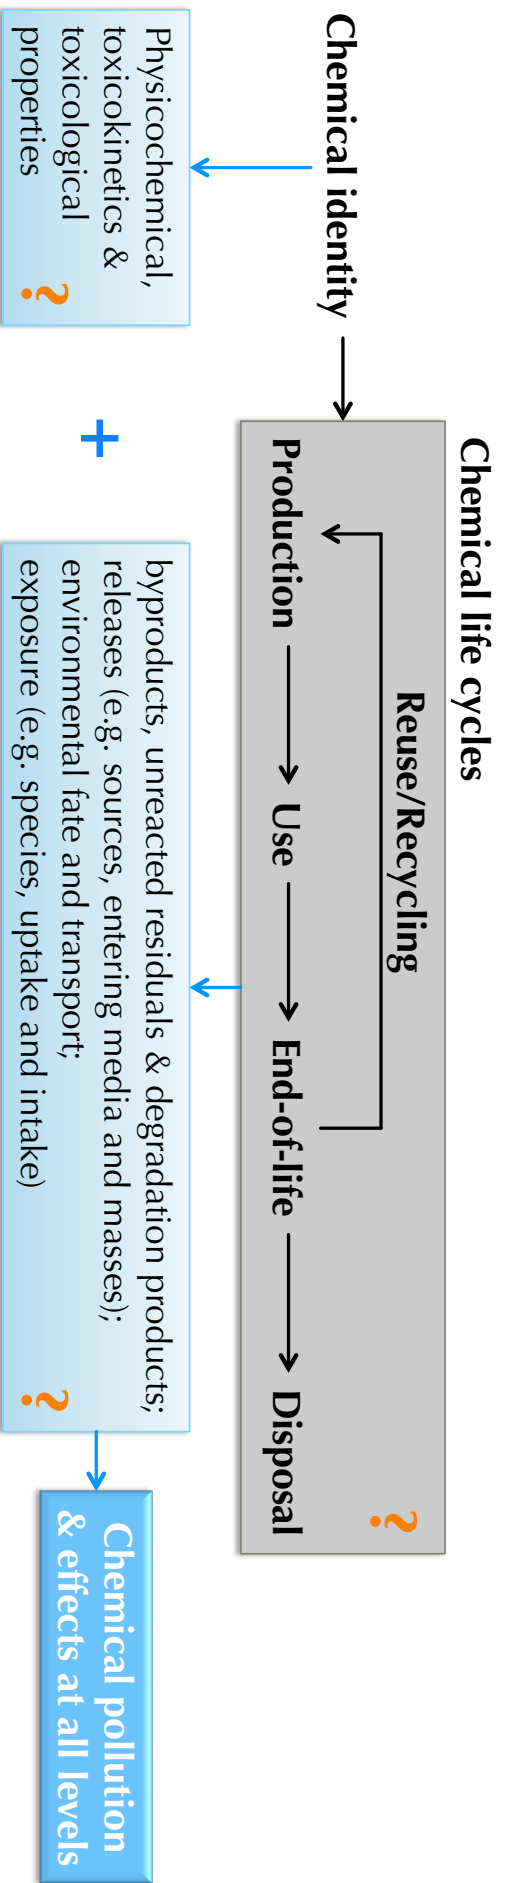 Chemical life cycles
Reuse/Recycling
Chemical identity
Production
Use
End-of-life
Disposal
?
Physicochemical,
toxicokinetics &
toxicological
properties
?
+
byproducts, unreacted residuals & degradation products;
releases (e.g. sources, entering media and masses);
environmental fate and transport;
exposure (e.g. species, uptake and intake)
?
Chemical pollution
& effects at all levels